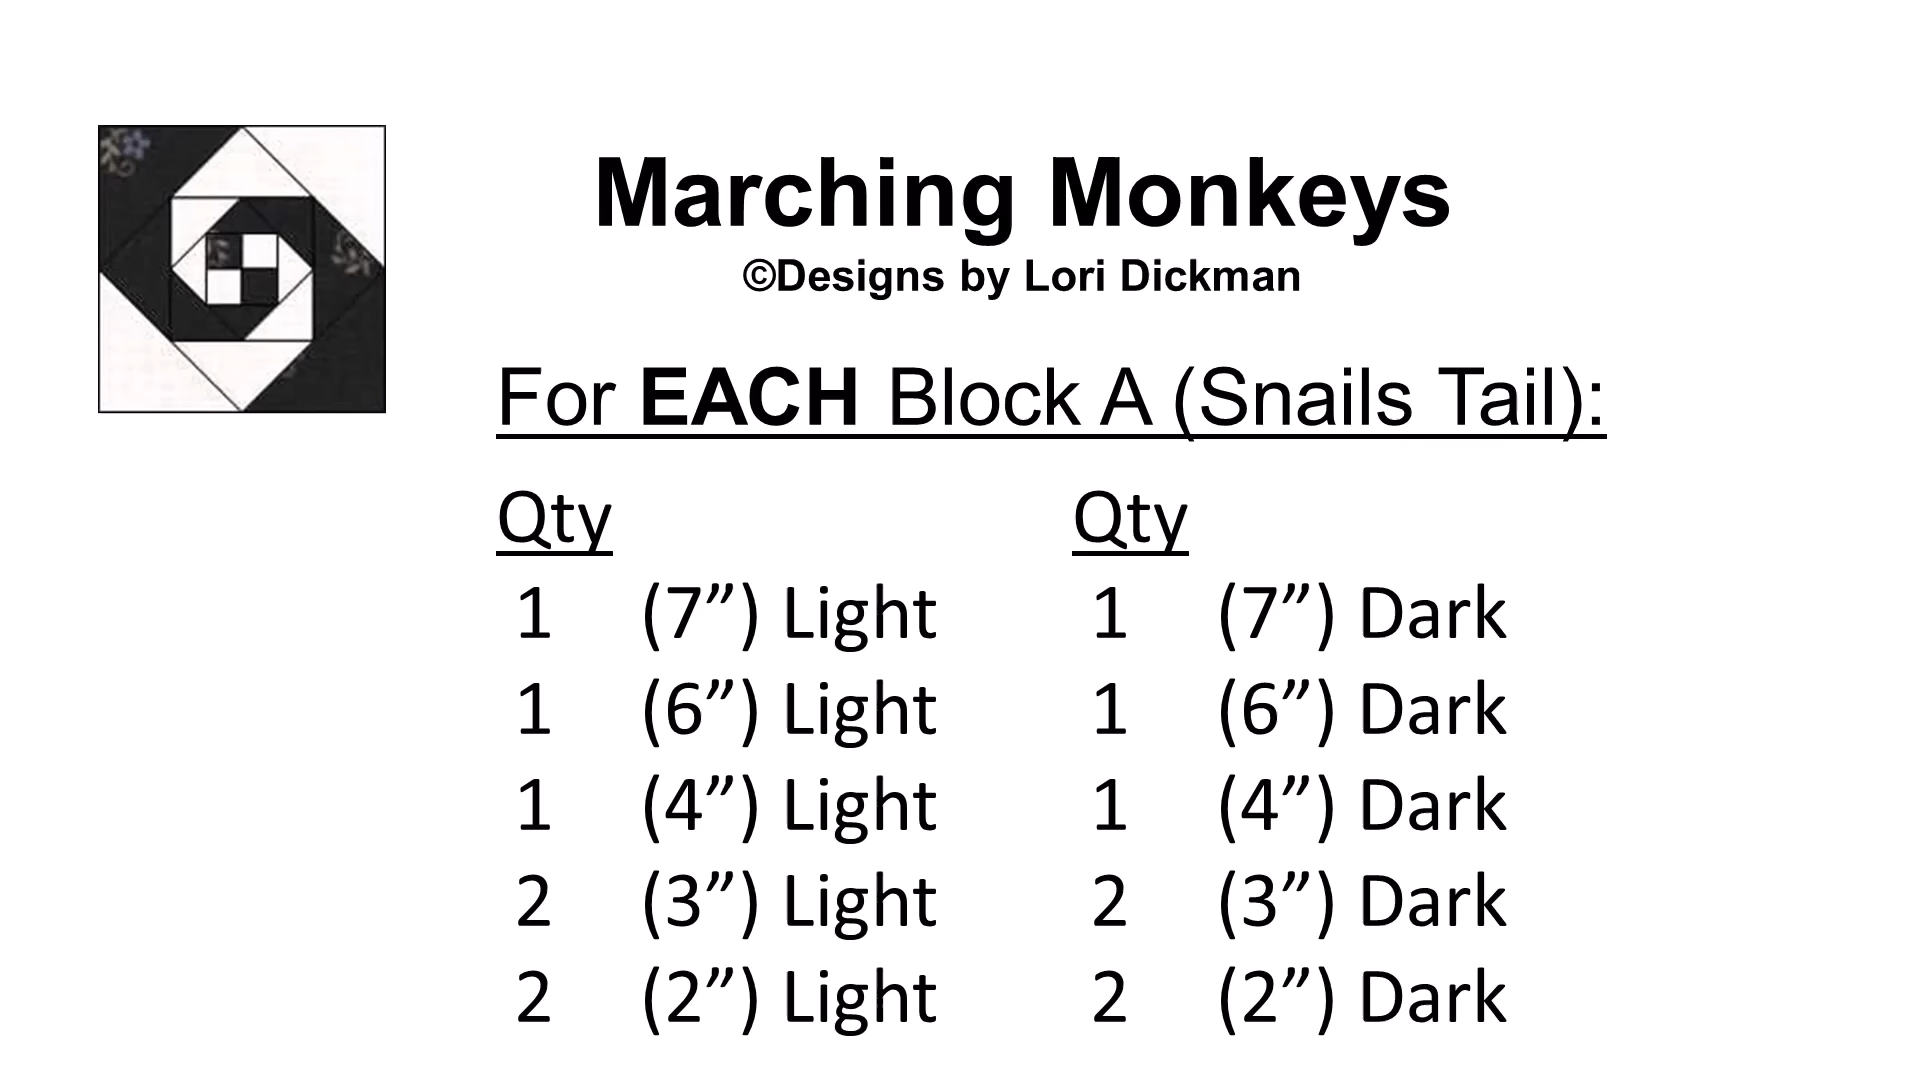 Marching Monkeys
©Designs by Lori Dickman
For EACH Block A (Snails Tail):
Qty Qty
1 (7”) Light 1 (7”) Dark
1 (6”) Light 1 (6”) Dark
1 (4”) Light 1 (4”) Dark
2 (3”) Light 2 (3”) Dark
2 (2”) Light 2 (2”) Dark